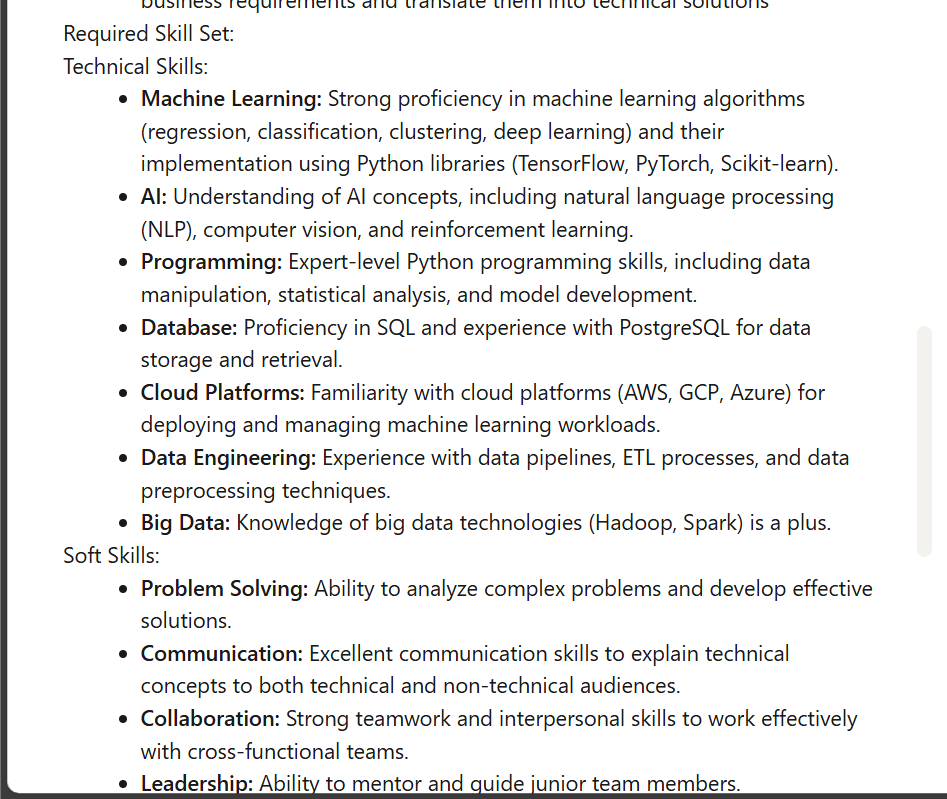 business requirements and translate them into technical solutions
Required Skill Set:
Technical Skills:
Machine Learning: Strong proficiency in machine learning algorithms
(regression, classification, clustering, deep learning) and their
implementation using Python libraries (TensorFlow, PyTorch, Scikit-learn).
AI: Understanding of AI concepts, including natural language processing
(NLP), computer vision, and reinforcement learning.
Programming: Expert-level Python programming skills, including data
manipulation, statistical analysis, and model development.
Database: Proficiency in SQL and experience with PostgreSQL for data
storage and retrieval.
Cloud Platforms: Familiarity with cloud platforms (AWS, GCP, Azure) for
deploying and managing machine learning workloads.
Data Engineering: Experience with data pipelines, ETL processes, and data
preprocessing techniques.
Big Data: Knowledge of big data technologies (Hadoop, Spark) is a plus.
Soft Skills:
Problem Solving: Ability to analyze complex problems and develop effective
solutions.
Communication: Excellent communication skills to explain technical
concepts to both technical and non-technical audiences.
Collaboration: Strong teamwork and interpersonal skills to work effectively
with cross-functional teams.
Leadership: Ability to mentor and guide junior team members.